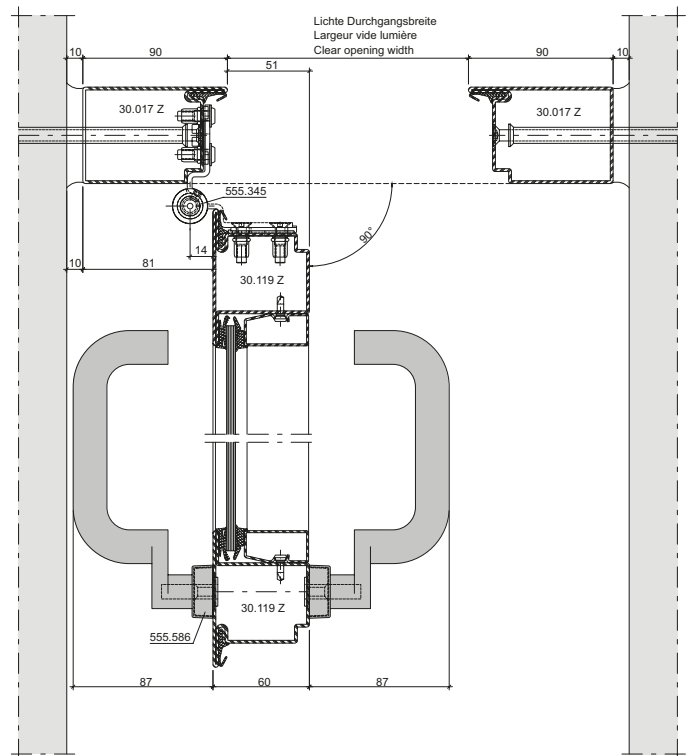 Lichte Durchgangsbreite
Largeur vide lumière
Clear opening width
10
90
90
10
51
30.017 Z
30.017 Z
555.345
90°
14
10
81
30.119 Z
30.119 Z
555.586
87
60
87